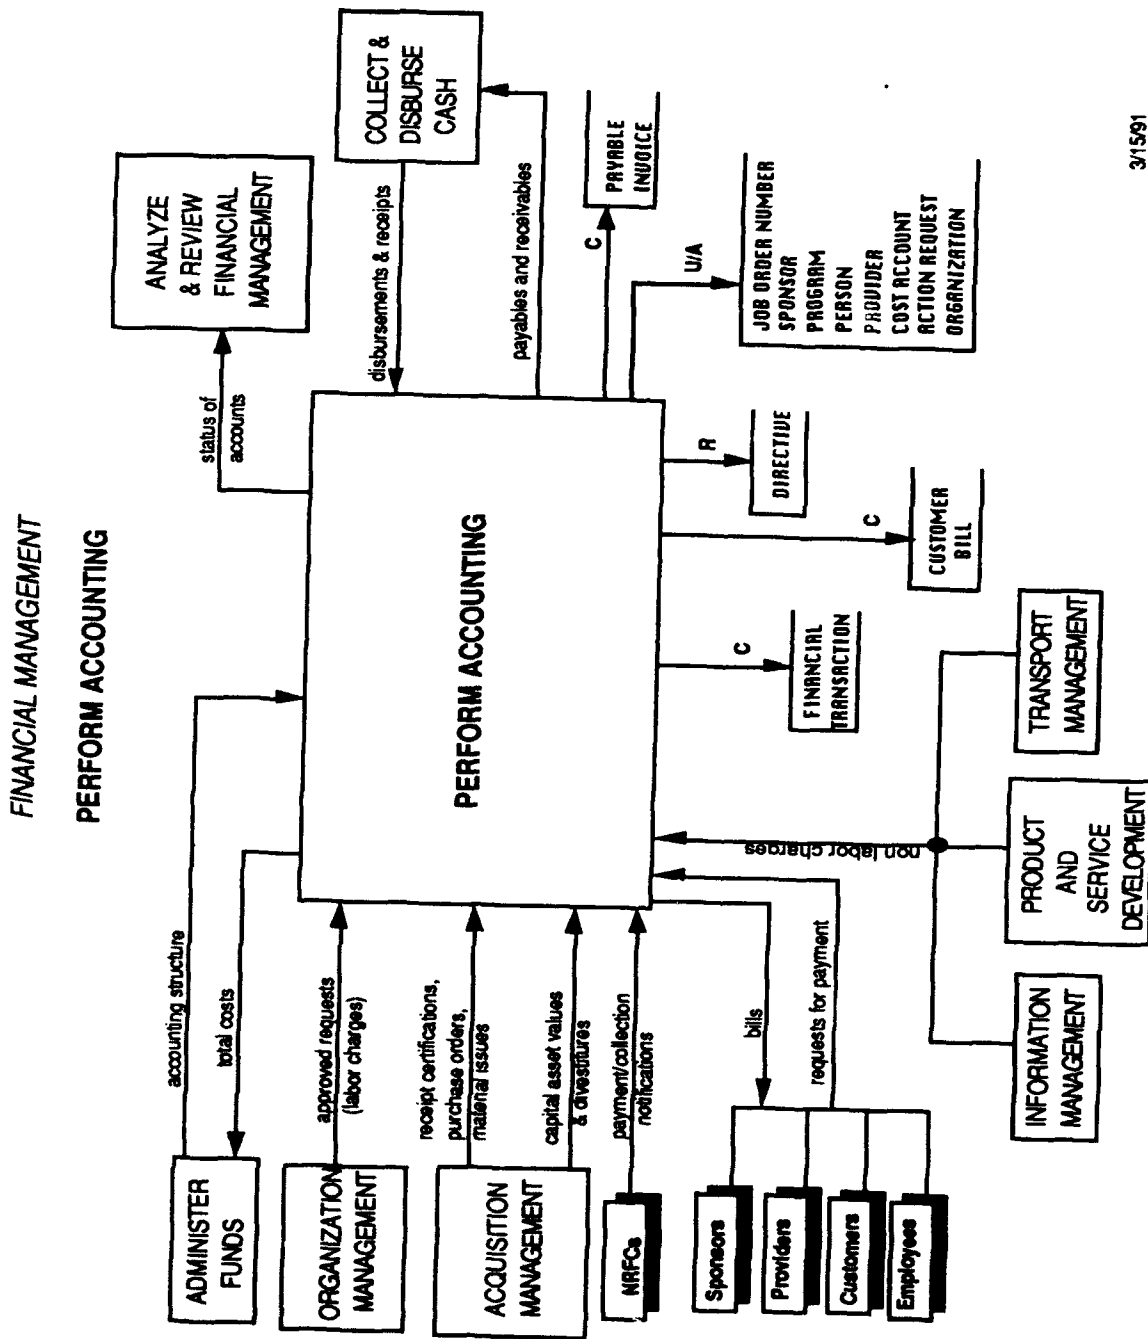 FINANCIAL MANAGEMENT
PERFORM ACCOUNTING
ADMINISTER
FUNDS
accounting structure
total costs
ORGANIZATION
MANAGEMENT
approved requests
(labor charges)
ACQUISITION
MANAGEMENT
receipt certifications,
purchase orders,
material issues
capital asset values
& divestitures
NRFCs
payment/collection
notifications
Sponsors
Providers
Customers
Employees
bills
requests for payment
PERFORM ACCOUNTING
status of
accounts
ANALYZE
& REVIEW
FINANCIAL
MANAGEMENT
disbursements & receipts
COLLECT &
DISBURSE
CASH
payables and receivables
C
PAYABLE
INVOICE
U/A
JOB ORDER NUMBER
SPONSOR
PROGRAM
PERSON
PROVIDER
COST ACCOUNT
ACTION REQUEST
ORGANIZATION
R
DIRECTIVE
C
CUSTOMER
BILL
C
FINANCIAL
TRANSACTION
non labor charges
INFORMATION
MANAGEMENT
PRODUCT
AND
SERVICE
DEVELOPMENT
TRANSPORT
MANAGEMENT
3/15/91